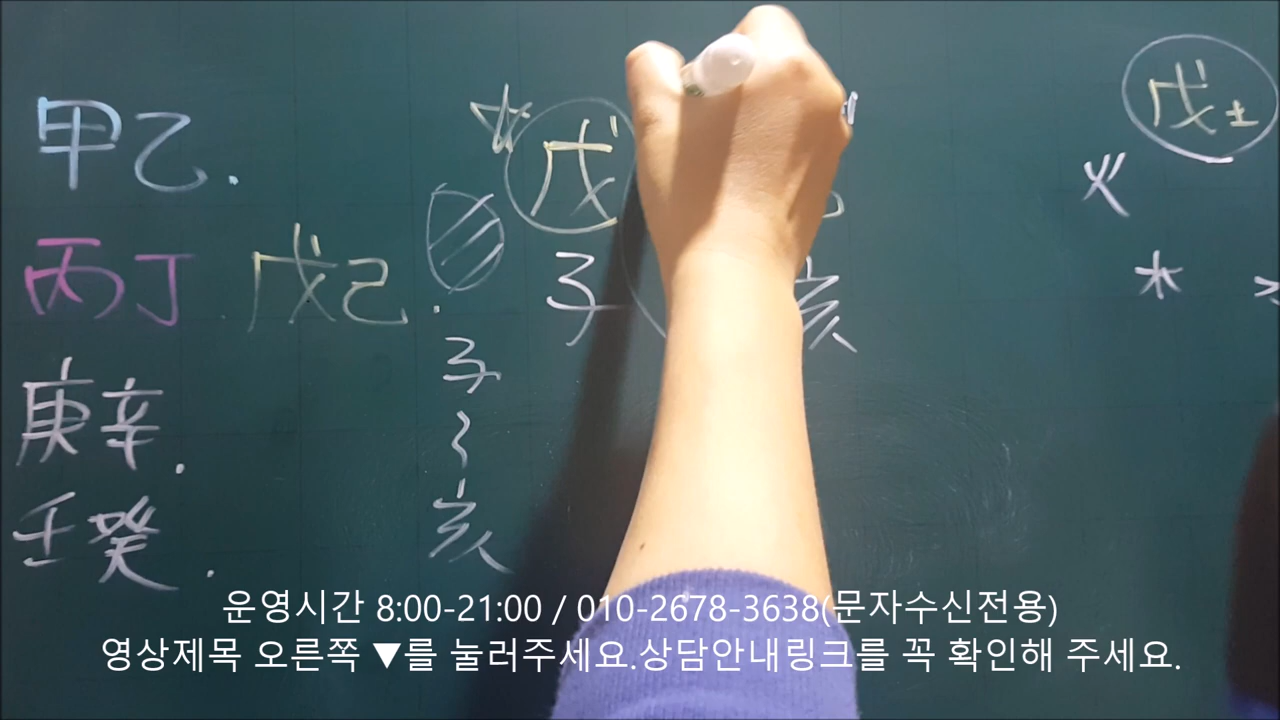 甲乙.
丙丁.戊己.
庚辛.
壬癸.
子
~
亥
戊
子
亥
戊土
火
水
운영시간 8:00-21:00 / 010-2678-3638(문자수신전용)
영상제목 오른쪽 ▼를 눌러주세요.상담안내링크를 꼭 확인해 주세요.